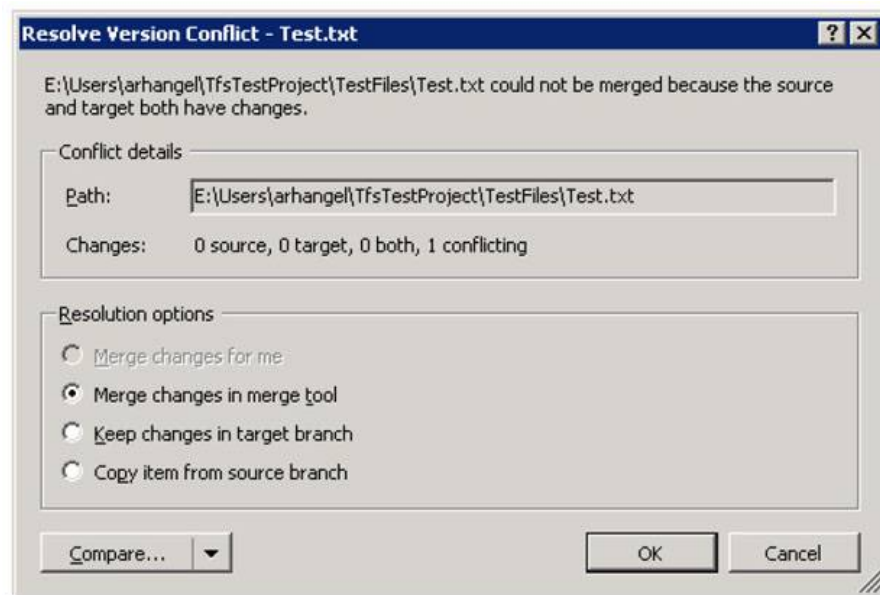 Resolve Version Conflict - Test.txt
E:\Users\arhangel\TfsTestProject\TestFiles\Test.txt could not be merged because the source
and target both have changes.
Conflict details
Path: E:\Users\arhangel\TfsTestProject\TestFiles\Test.txt
Changes: 0 source, 0 target, 0 both, 1 conflicting
Resolution options
Merge changes for me
Merge changes in merge tool
Keep changes in target branch
Copy item from source branch
Compare... OK Cancel